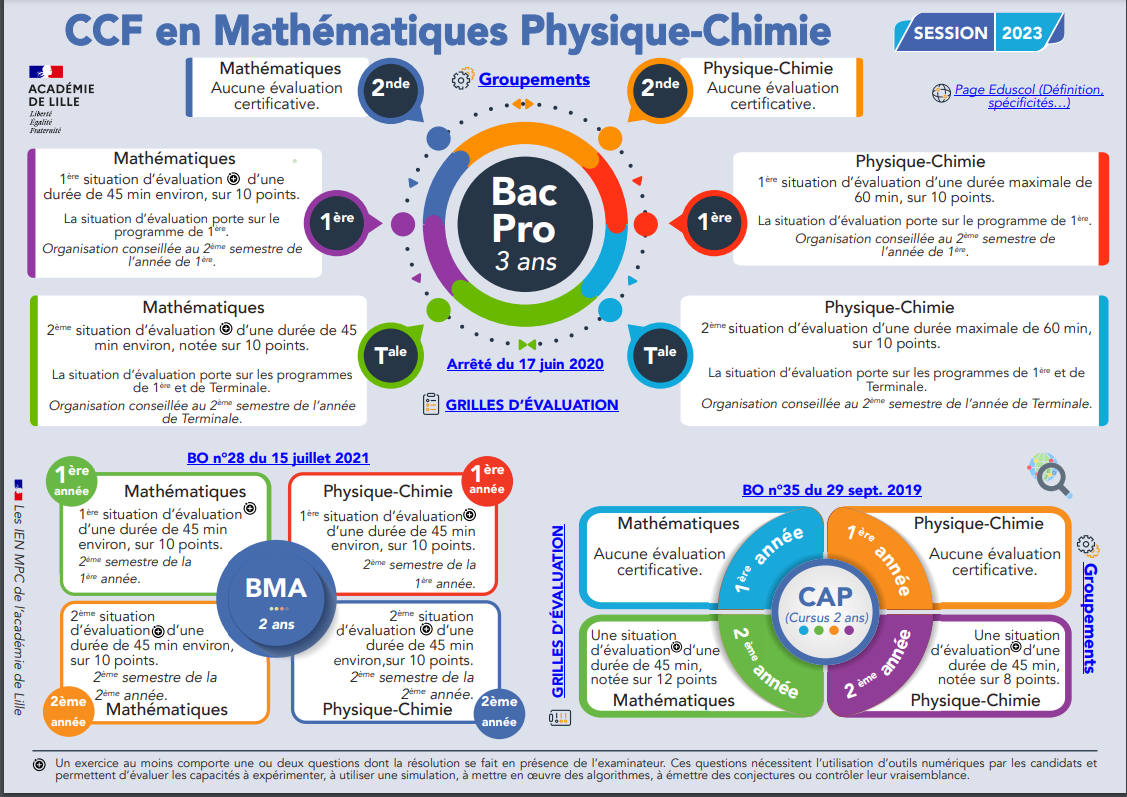 CCF en Mathématiques Physique-Chimie
SESSION 2023
ACADÉMIE
DE LILLE
Liberté
Égalité
Fraternité
Mathématiques
Aucune évaluation
certificative.
2nde
Groupements
2nde
Physique-Chimie
Aucune évaluation
certificative.
Page Eduscol (Définition,
spécificités…)
Mathématiques
1ère situation d’évaluation d’une
durée de 45 min environ, sur 10 points.
La situation d’évaluation porte sur le
programme de 1ère.
Organisation conseillée au 2ème semestre de
l’année de 1ère.
1ère
Bac
Pro
3 ans
1ère
Physique-Chimie
1ère situation d’évaluation d’une durée maximale de
60 min, sur 10 points.
La situation d’évaluation porte sur le programme de 1ère.
Organisation conseillée au 2ème semestre de
l’année de 1ère.
Mathématiques
2ème situation d’évaluation d’une durée de 45
min environ, notée sur 10 points.
La situation d’évaluation porte sur les programmes
de 1ère et de Terminale.
Organisation conseillée au 2ème semestre de l’année
de Terminale.
Tale
Arrêté du 17 juin 2020
GRILLES D’ÉVALUATION
Tale
Physique-Chimie
2ème situation d’évaluation d’une durée maximale de 60 min,
sur 10 points.
La situation d’évaluation porte sur les programmes de 1ère et de
Terminale.
Organisation conseillée au 2ème semestre de l’année de Terminale.
Les IEN MPC de l’académie de Lille
BO n°28 du 15 juillet 2021
1ère
année
Mathématiques
1ère situation d’évaluation
d’une durée de 45 min
environ, sur 10 points.
2ème semestre de la
1ère année.
1ère
année
Physique-Chimie
1ère situation d’évaluation
d’une durée de 45 min
environ, sur 10 points.
2ème semestre de la
1ère année.
BMA
2 ans
2ème situation
d’évaluation d’une
durée de 45 min environ,
sur 10 points.
2ème semestre de la
2ème année.
Mathématiques
2ème
année
2ème situation
d’évaluation d’une
durée de 45 min
environ,sur 10 points.
2ème semestre de la
2ème année.
Physique-Chimie
2ème
année
BO n°35 du 29 sept. 2019
GRILLES D’ÉVALUATION
Mathématiques
Aucune évaluation
certificative.
1ère année
1ère année
Physique-Chimie
Aucune évaluation
certificative.
Groupements
CAP
(Cursus 2 ans)
Une situation
d’évaluation d’une
durée de 45 min,
notée sur 12 points
Mathématiques
2ème année
2ème année
Une situation
d’évaluation d’une
durée de 45 min,
notée sur 8 points.
Physique-Chimie
Un exercice au moins comporte une ou deux questions dont la résolution se fait en présence de l’examinateur. Ces questions nécessitent l’utilisation d’outils numériques par les candidats et
permettent d’évaluer les capacités à expérimenter, à utiliser une simulation, à mettre en œuvre des algorithmes, à émettre des conjectures ou contrôler leur vraisemblance.